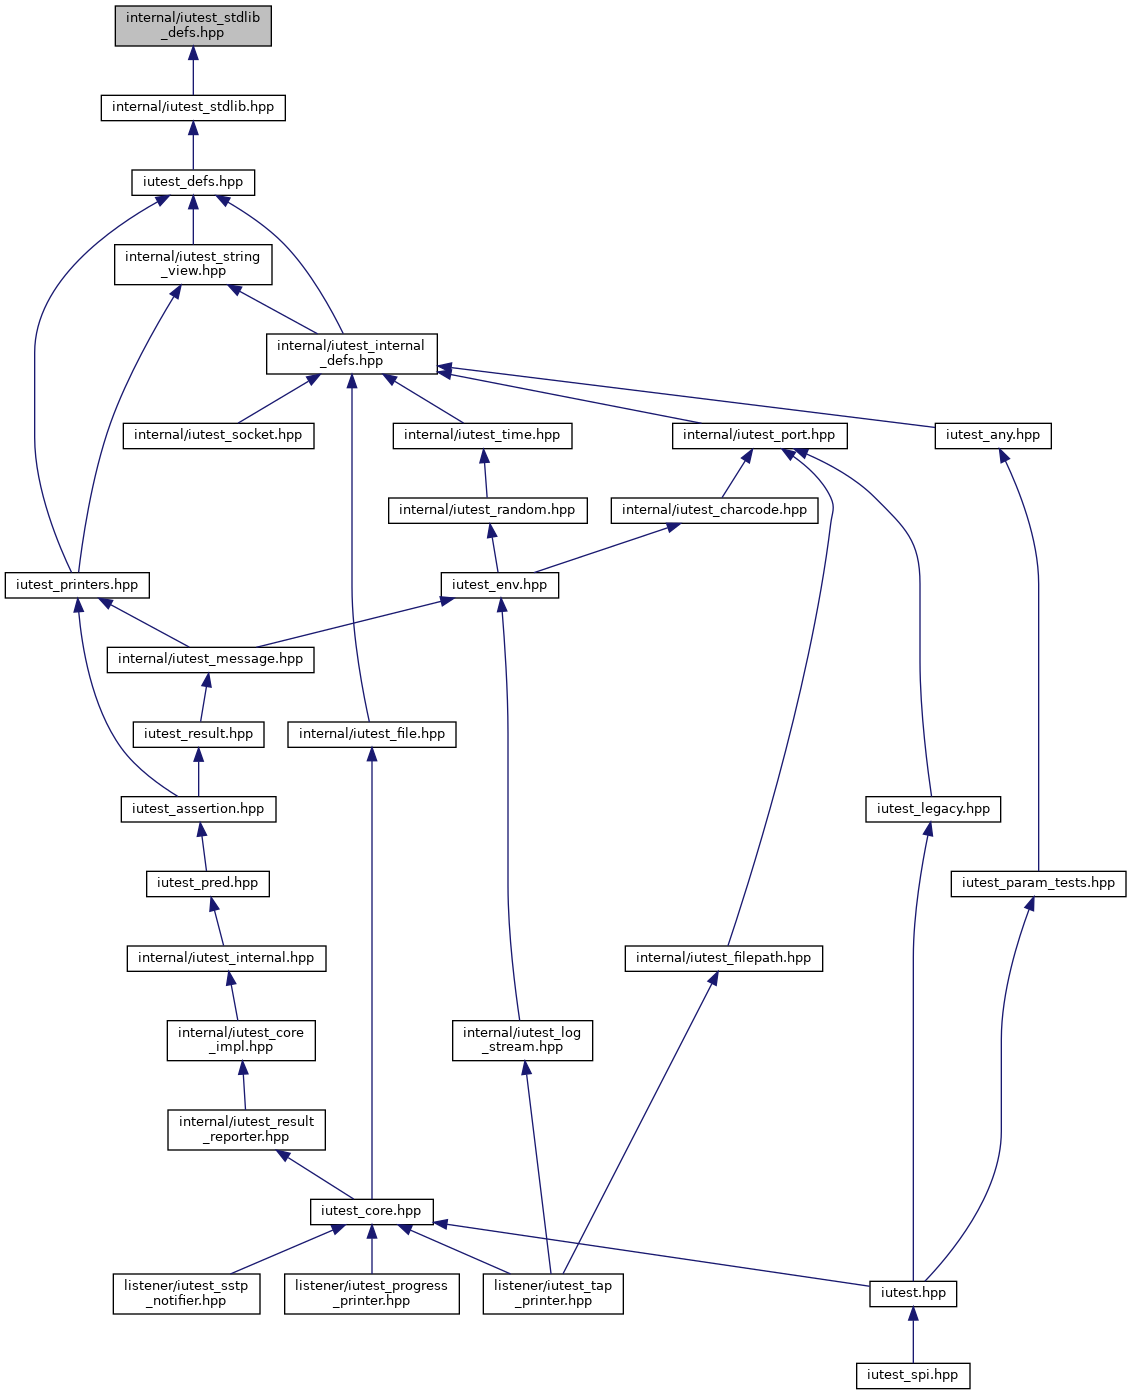 internal/iutest_stdlib
_defs.hpp
internal/iutest_stdlib.hpp
iutest_defs.hpp
internal/iutest_string
_view.hpp
internal/iutest_internal
_defs.hpp
internal/iutest_socket.hpp
internal/iutest_time.hpp
internal/iutest_port.hpp
iutest_any.hpp
internal/iutest_random.hpp
internal/iutest_charcode.hpp
iutest_printers.hpp
iutest_env.hpp
internal/iutest_message.hpp
iutest_result.hpp
internal/iutest_file.hpp
iutest_assertion.hpp
iutest_legacy.hpp
iutest_pred.hpp
iutest_param_tests.hpp
internal/iutest_internal.hpp
internal/iutest_filepath.hpp
internal/iutest_core
_impl.hpp
internal/iutest_log
_stream.hpp
internal/iutest_result
_reporter.hpp
iutest_core.hpp
listener/iutest_sstp
_notifier.hpp
listener/iutest_progress
_printer.hpp
listener/iutest_tap
_printer.hpp
iutest.hpp
iutest_spi.hpp